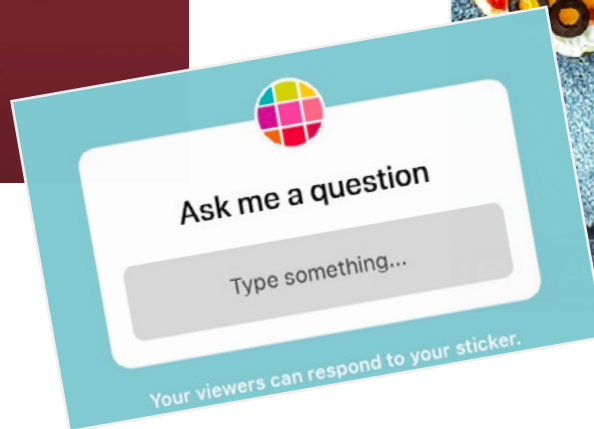 Ask me a question
Type something...
Your viewers can respond to your sticker.